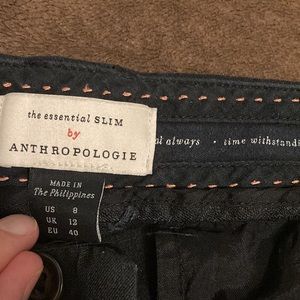 the essential SLIM
by
ANTHROPOLOGIE
al always • time withstandi
MADE IN
The Philippines
US 8
UK 12
EU 40